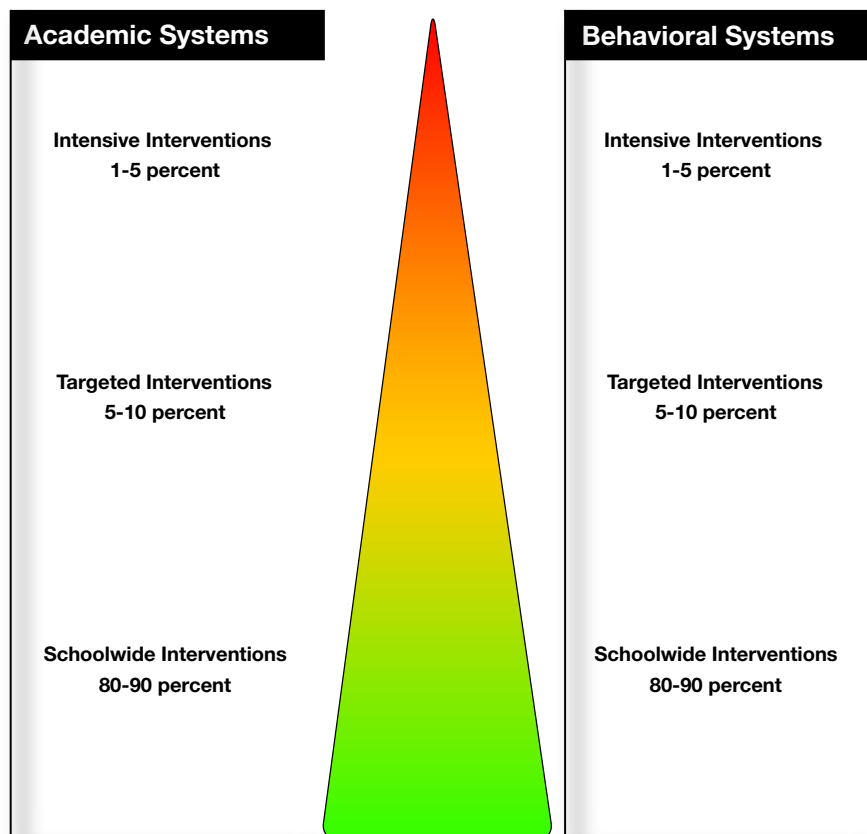 Academic Systems
Intensive Interventions
1-5 percent
Targeted Interventions
5-10 percent
Schoolwide Interventions
80-90 percent
Behavioral Systems
Intensive Interventions
1-5 percent
Targeted Interventions
5-10 percent
Schoolwide Interventions
80-90 percent